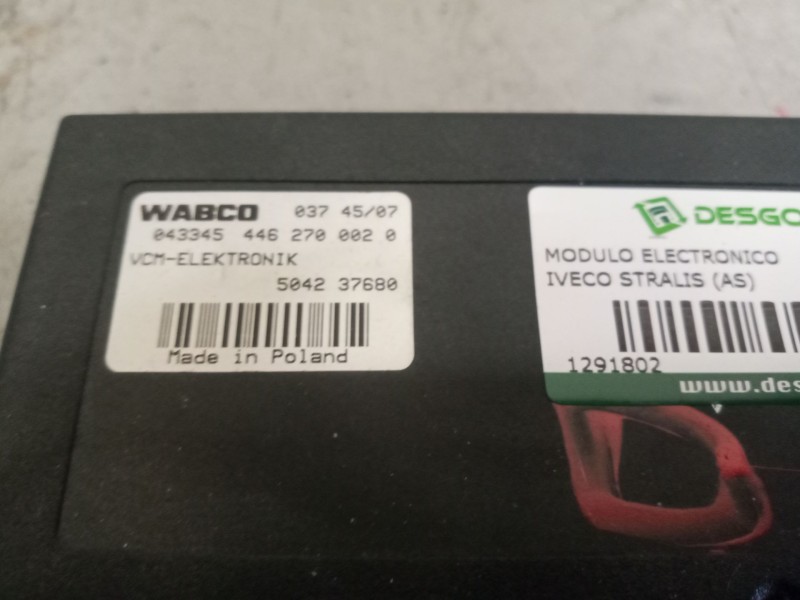 WABCO 037 45/07
043345 446 270 002 0
VCM-ELEKTRONIK
5042 37680
Made in Poland
DESGO
MODULO ELECTRONICO
IVECO STRALIS (AS)
1291802
www.des